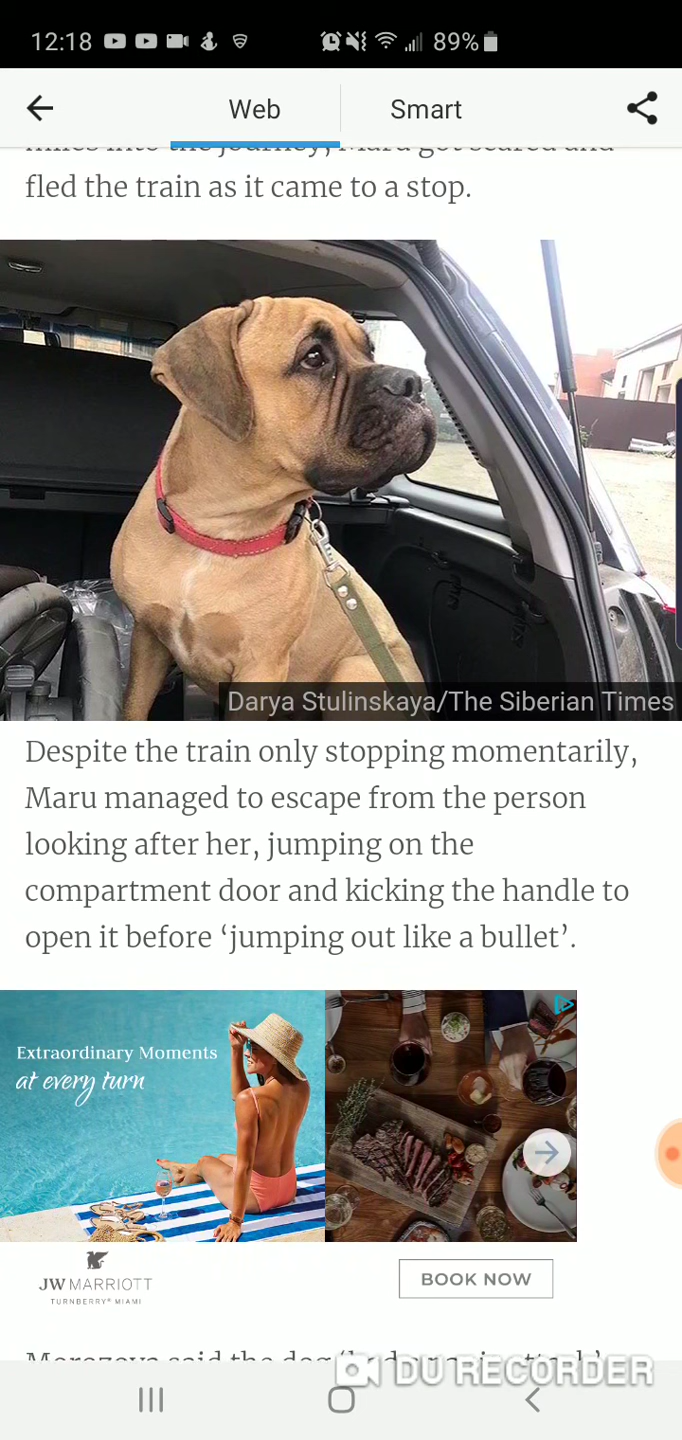 12:18
89%
Web
Smart
fled the train as it came to a stop.
Darya Stulinskaya/The Siberian Times
Despite the train only stopping momentarily,
Maru managed to escape from the person
looking after her, jumping on the
compartment door and kicking the handle to
open it before ‘jumping out like a bullet’.
Extraordinary Moments
at every turn
JW MARRIOTT
TURNBERRY® MIAMI
BOOK NOW
DU RECORDER